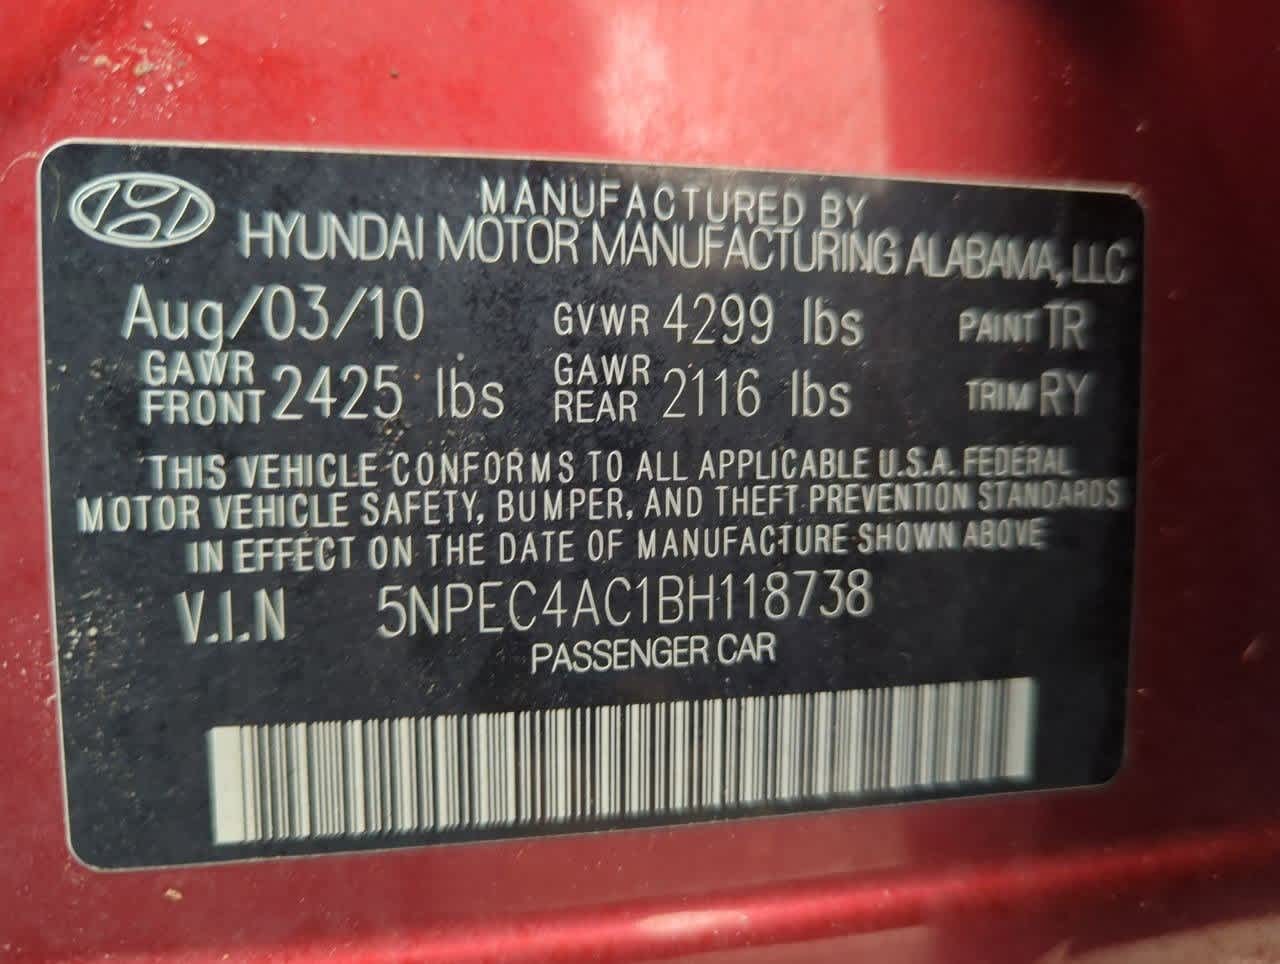 MANUFACTURED BY
HYUNDAI MOTOR MANUFACTURING ALABAMA, LLC
Aug/03/10 GVWR 4299 lbs PAINT TR
GAWR FRONT 2425 lbs GAWR REAR 2116 lbs TRIM RY
THIS VEHICLE CONFORMS TO ALL APPLICABLE U.S.A. FEDERAL
MOTOR VEHICLE SAFETY, BUMPER, AND THEFT PREVENTION STANDARDS
IN EFFECT ON THE DATE OF MANUFACTURE SHOWN ABOVE
V.I.N 5NPEC4AC1BH118738
PASSENGER CAR